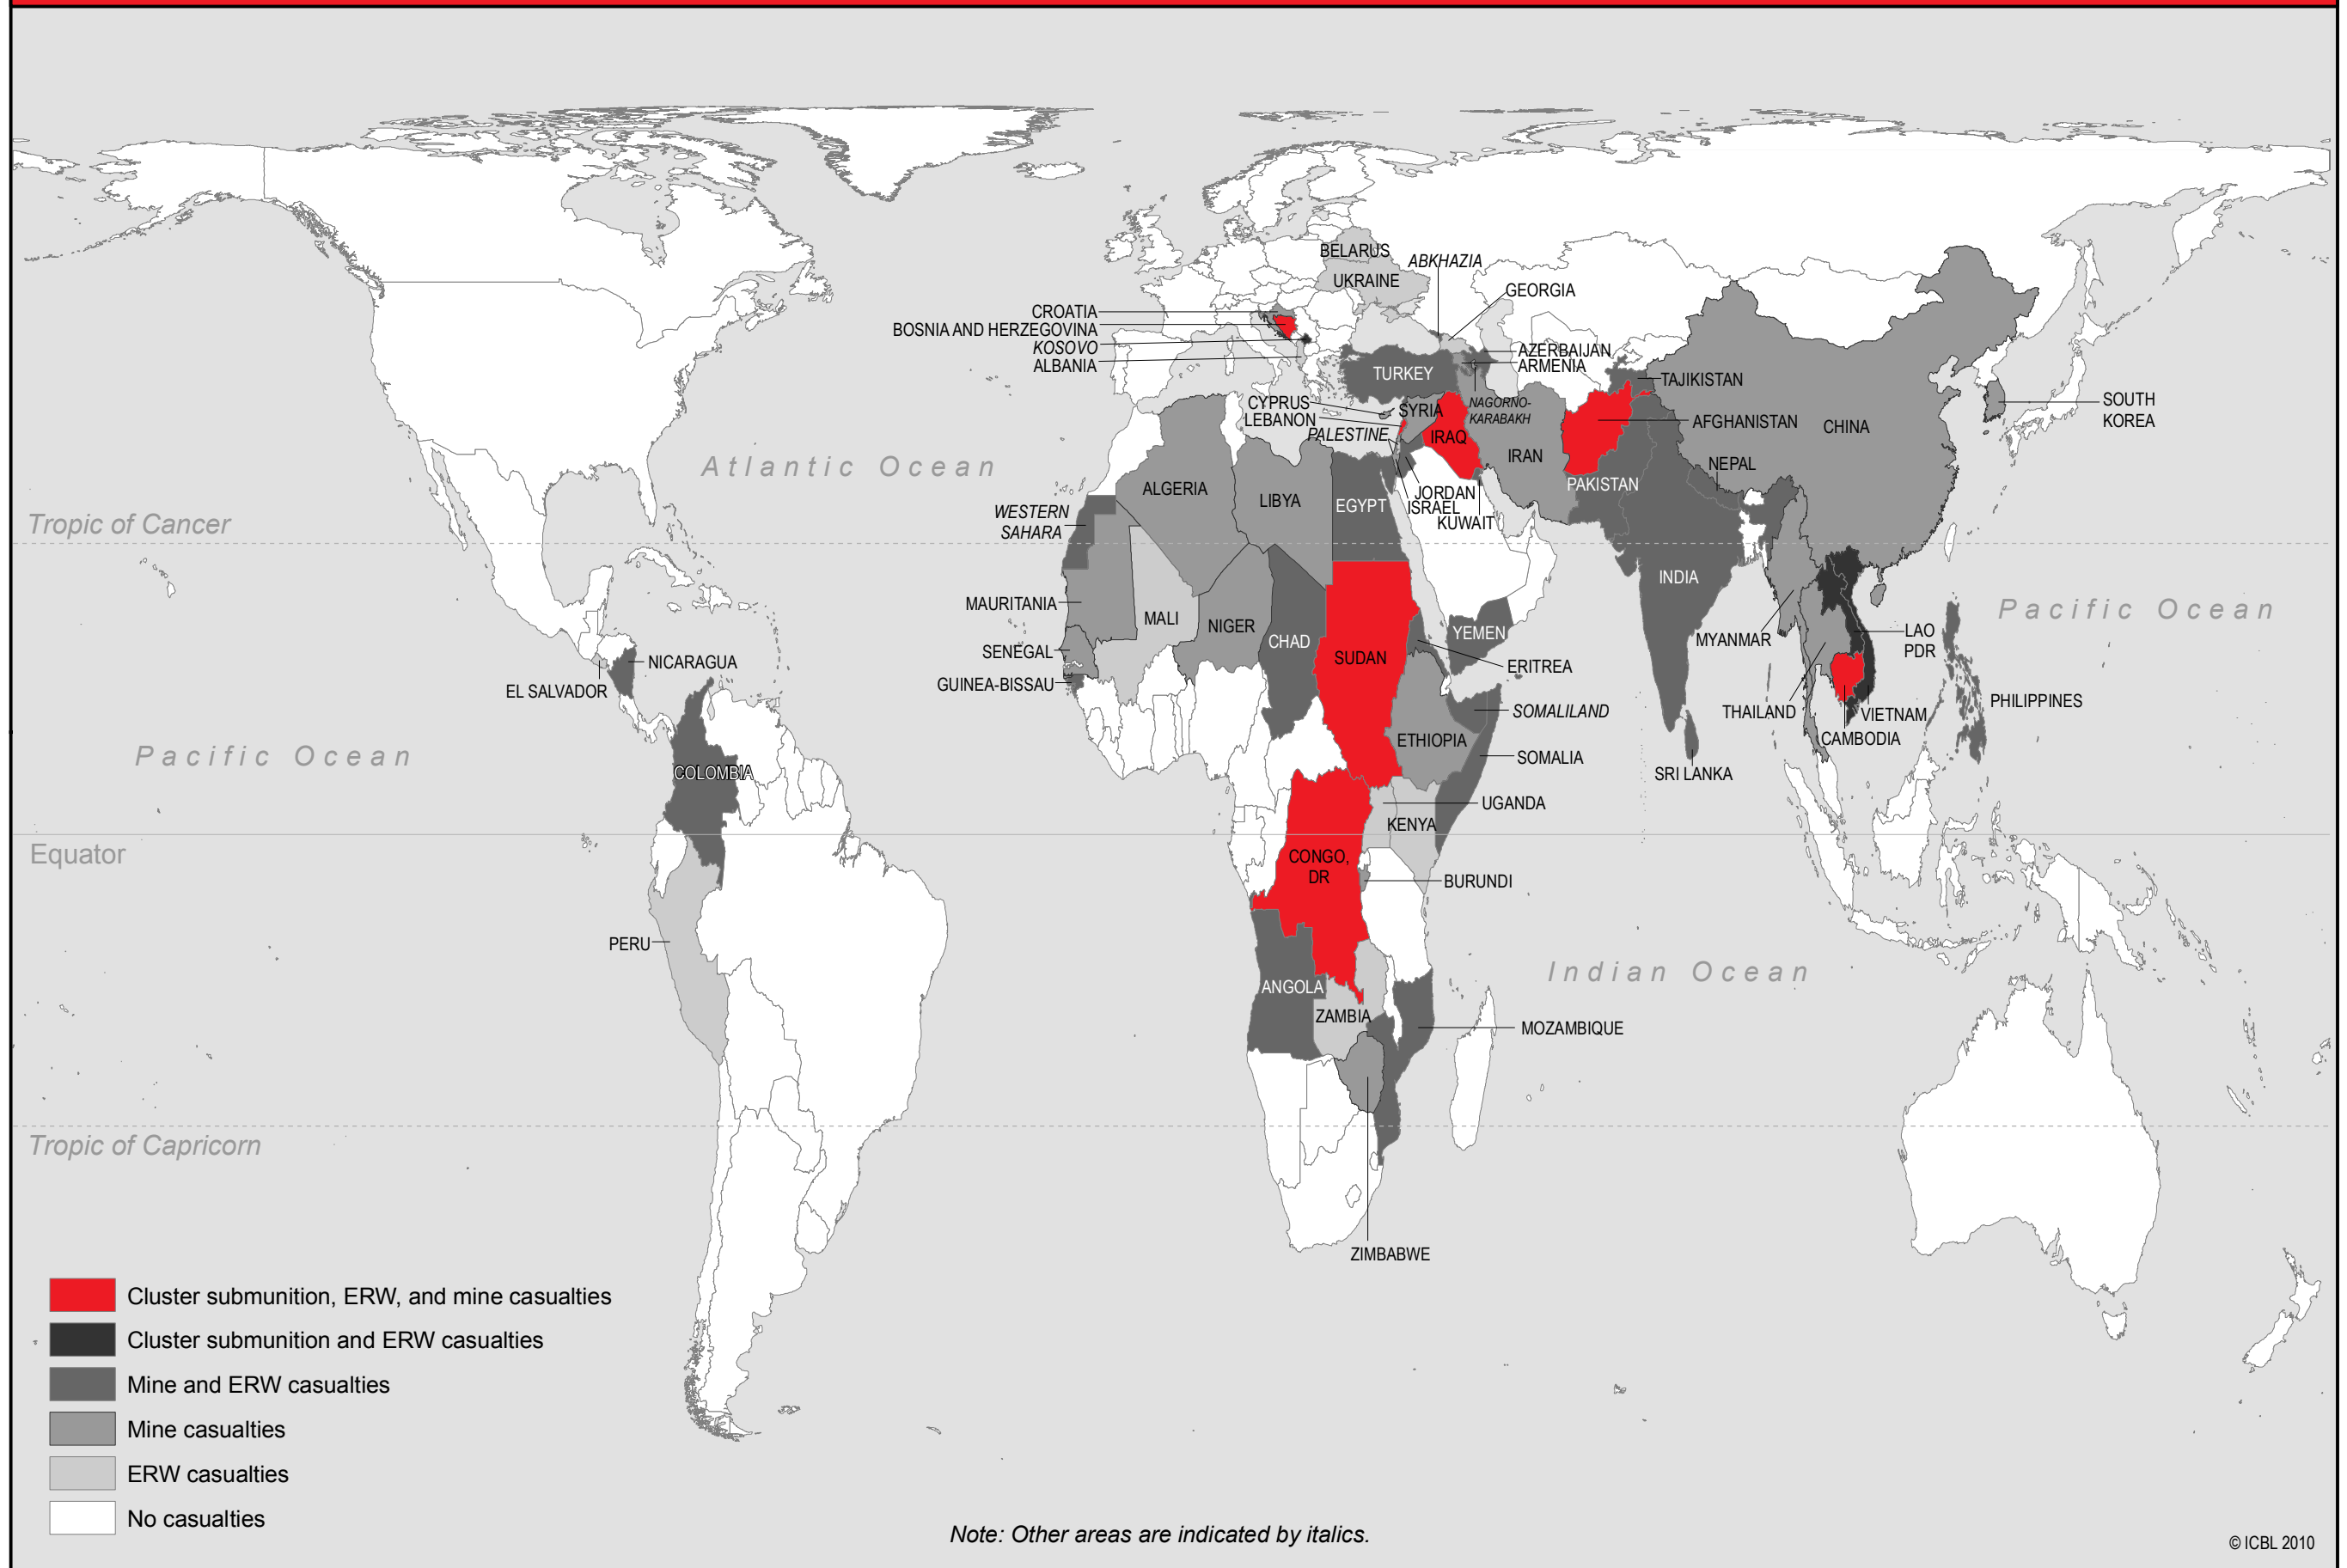 BELARUS
ABKHAZIA
UKRAINE
GEORGIA
CROATIA
BOSNIA AND HERZEGOVINA
KOSOVO
ALBANIA
AZERBAIJAN
ARMENIA
TURKEY
TAJIKISTAN
CYPRUS
LEBANON
SYRIA
NAGORNO-
KARABAKH
PALESTINE
IRAQ
IRAN
AFGHANISTAN
CHINA
SOUTH
KOREA
NEPAL
PAKISTAN
Atlantic Ocean
ALGERIA
LIBYA
EGYPT
JORDAN
ISRAEL
KUWAIT
WESTERN
SAHARA
Tropic of Cancer
INDIA
MAURITANIA
MALI
NIGER
CHAD
SUDAN
YEMEN
ERITREA
MYANMAR
LAO
PDR
Pacific Ocean
SENEGAL
GUINEA-BISSAU
NICARAGUA
EL SALVADOR
SOMALILAND
THAILAND
VIETNAM
CAMBODIA
PHILIPPINES
Pacific Ocean
COLOMBIA
ETHIOPIA
SOMALIA
SRI LANKA
UGANDA
KENYA
Equator
CONGO,
DR
BURUNDI
PERU
Indian Ocean
ANGOLA
ZAMBIA
MOZAMBIQUE
Tropic of Capricorn
ZIMBABWE
Cluster submunition, ERW, and mine casualties
Cluster submunition and ERW casualties
Mine and ERW casualties
Mine casualties
ERW casualties
No casualties
Note: Other areas are indicated by italics.
© ICBL 2010